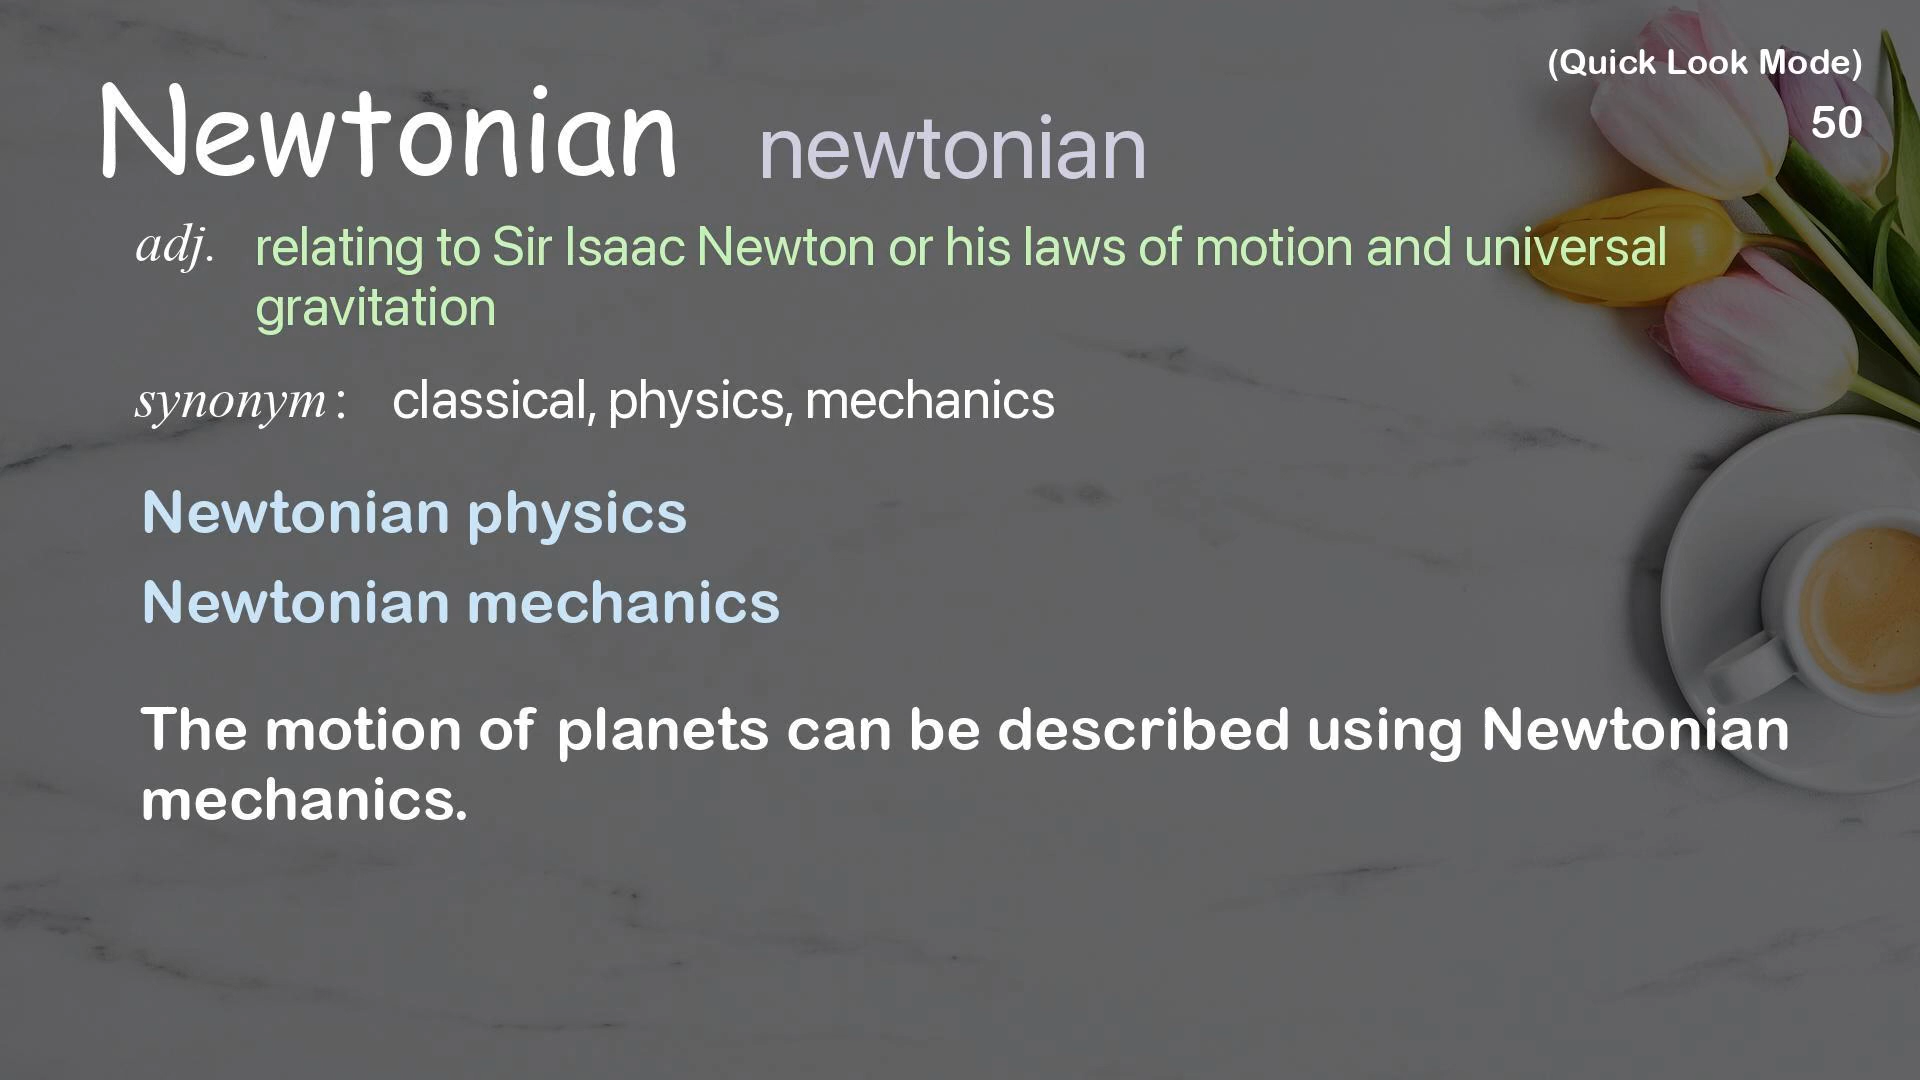 (Quick Look Mode)
50
Newtonian newtonian
adj. relating to Sir Isaac Newton or his laws of motion and universal
gravitation
synonym : classical, physics, mechanics
Newtonian physics
Newtonian mechanics
The motion of planets can be described using Newtonian
mechanics.